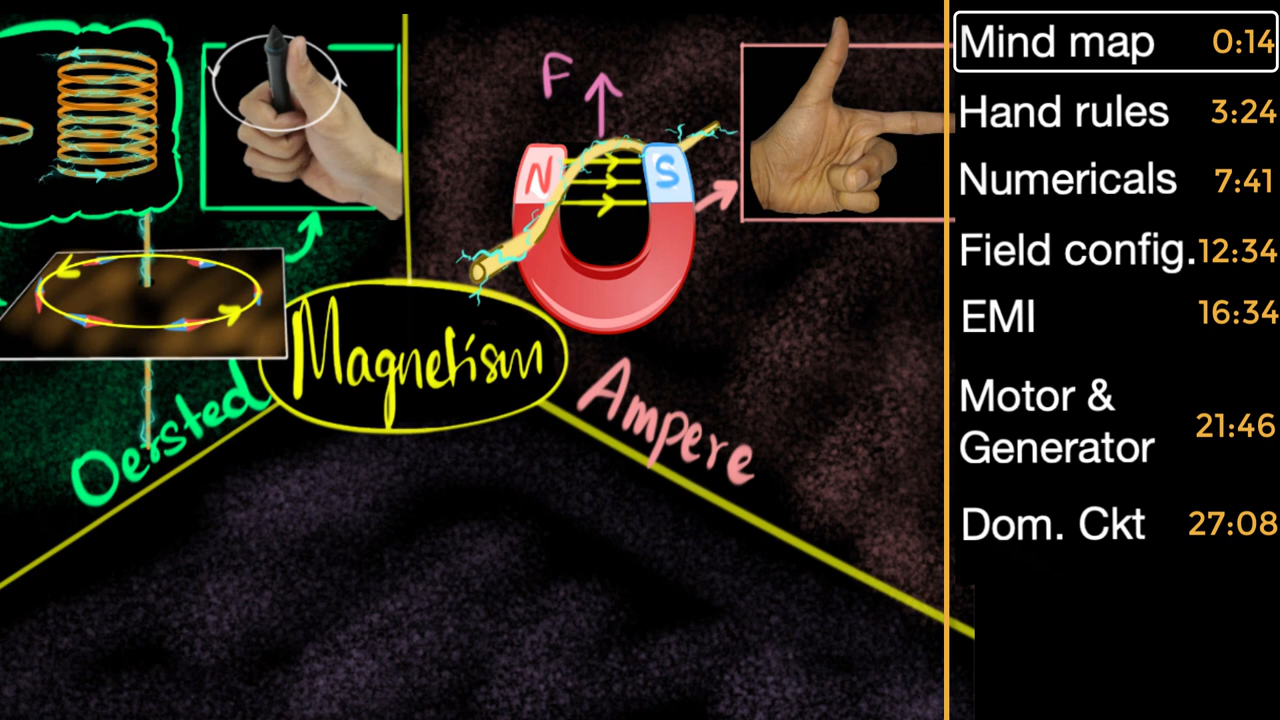 F
N
S
Magnetism
Oersted
Ampere
Mind map 0:14
Hand rules 3:24
Numericals 7:41
Field config. 12:34
EMI 16:34
Motor &
Generator 21:46
Dom. Ckt 27:08